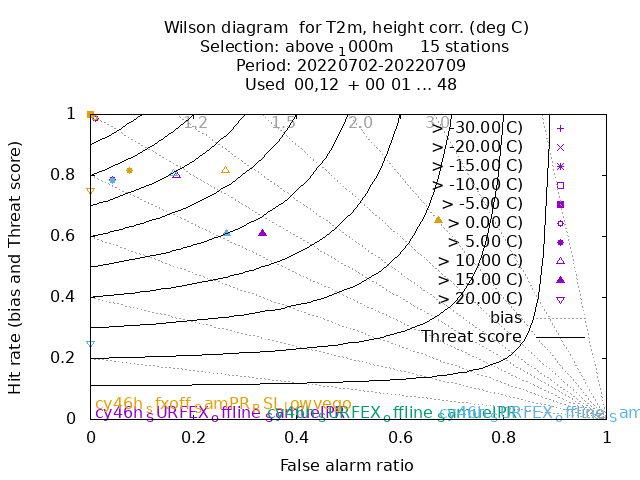 Wilson diagram  for T2m, height corr. (deg C)
Selection: above 1000m     15 stations
Period: 20220702-20220709
Used  00,12  + 00 01 ... 48
1.2
1.5
2.0
3.0
> -30.00 C)
> -20.00 C)
> -15.00 C)
> -10.00 C)
> -5.00 C)
> 0.00 C)
> 5.00 C)
> 10.00 C)
> 15.00 C)
> 20.00 C)
bias
Threat score
1
0.8
0.6
0.4
0.2
0
Hit rate (bias and Threat score)
cy46h_sfxoff_samPR_RSL_lowvego
cy46h_SURFEX_offline_sampleIPR
0 0.2 0.4 0.6 0.8 1
False alarm ratio